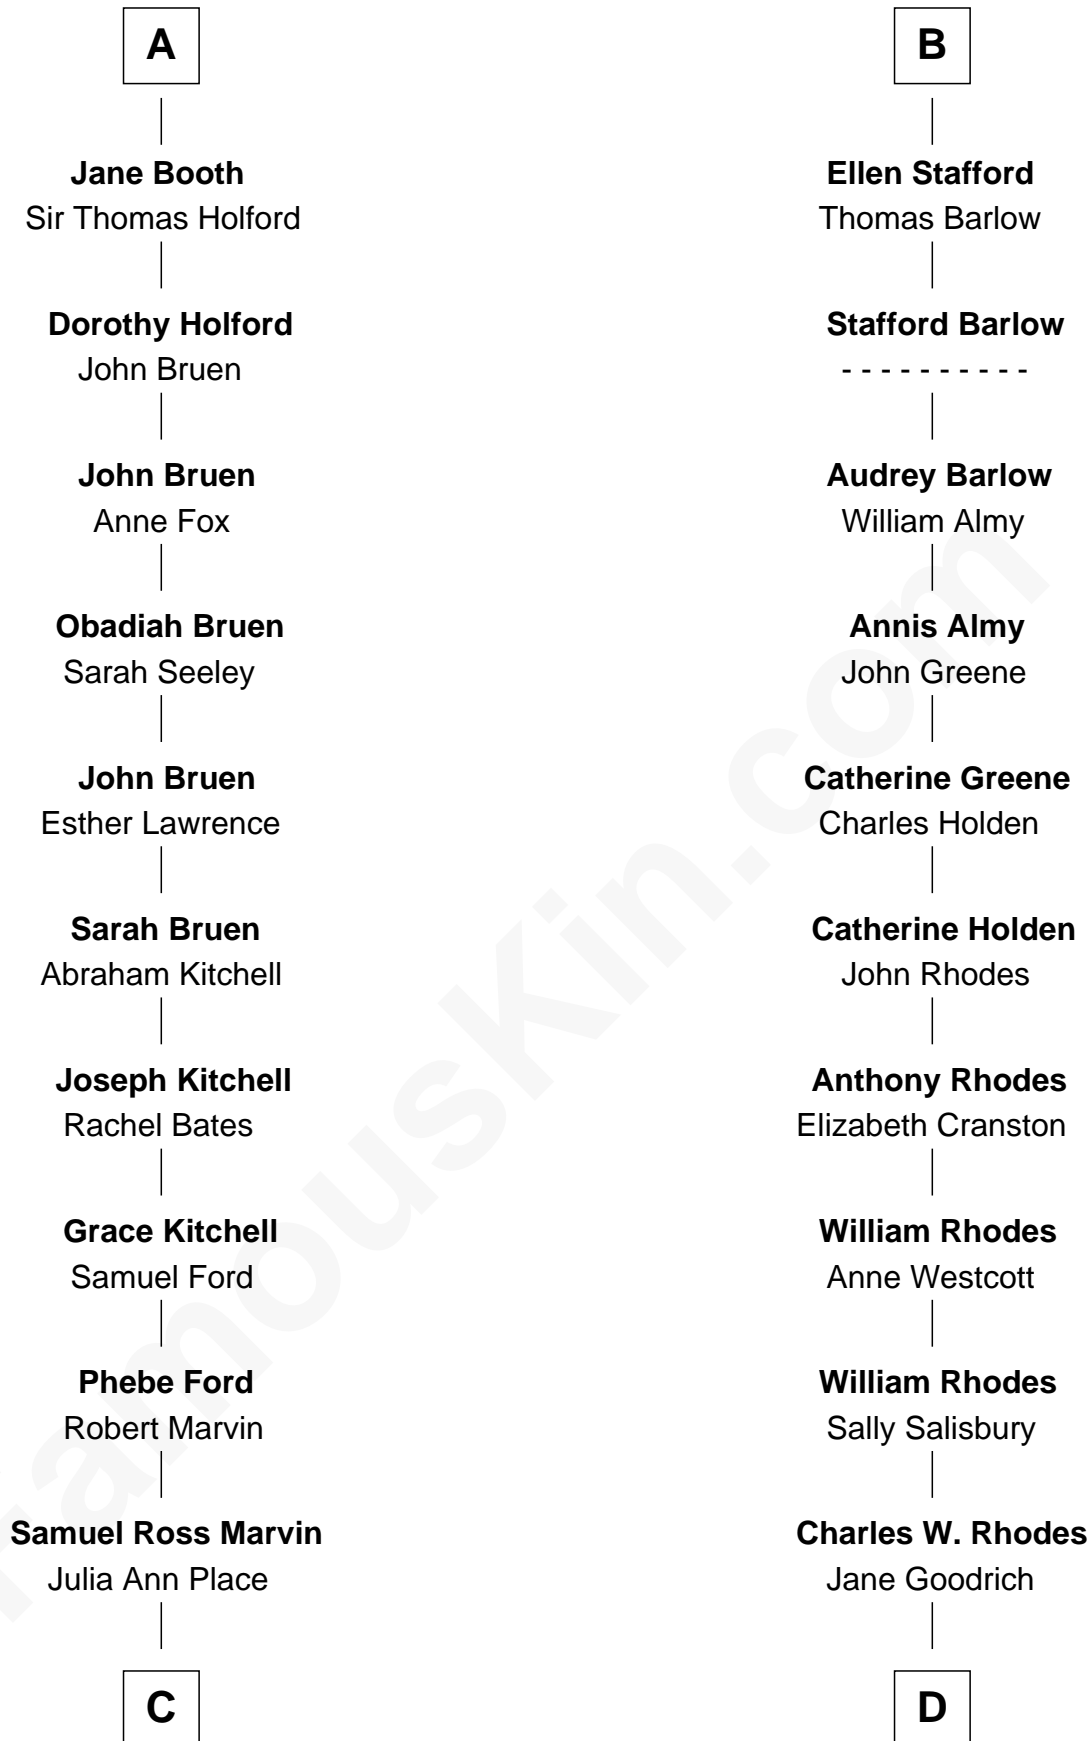 A
Jane Booth
Sir Thomas Holford
Dorothy Holford
John Bruen
John Bruen
Anne Fox
Obadiah Bruen
Sarah Seeley
John Bruen
Esther Lawrence
Sarah Bruen
Abraham Kitchell
Joseph Kitchell
Rachel Bates
Grace Kitchell
Samuel Ford
Phebe Ford
Robert Marvin
Samuel Ross Marvin
Julia Ann Place
C
B
Ellen Stafford
Thomas Barlow
Stafford Barlow
- - - - - - - - - -
Audrey Barlow
William Almy
Annis Almy
John Greene
Catherine Greene
Charles Holden
Catherine Holden
John Rhodes
Anthony Rhodes
Elizabeth Cranston
William Rhodes
Anne Westcott
William Rhodes
Sally Salisbury
Charles W. Rhodes
Jane Goodrich
D
FamousKin.com